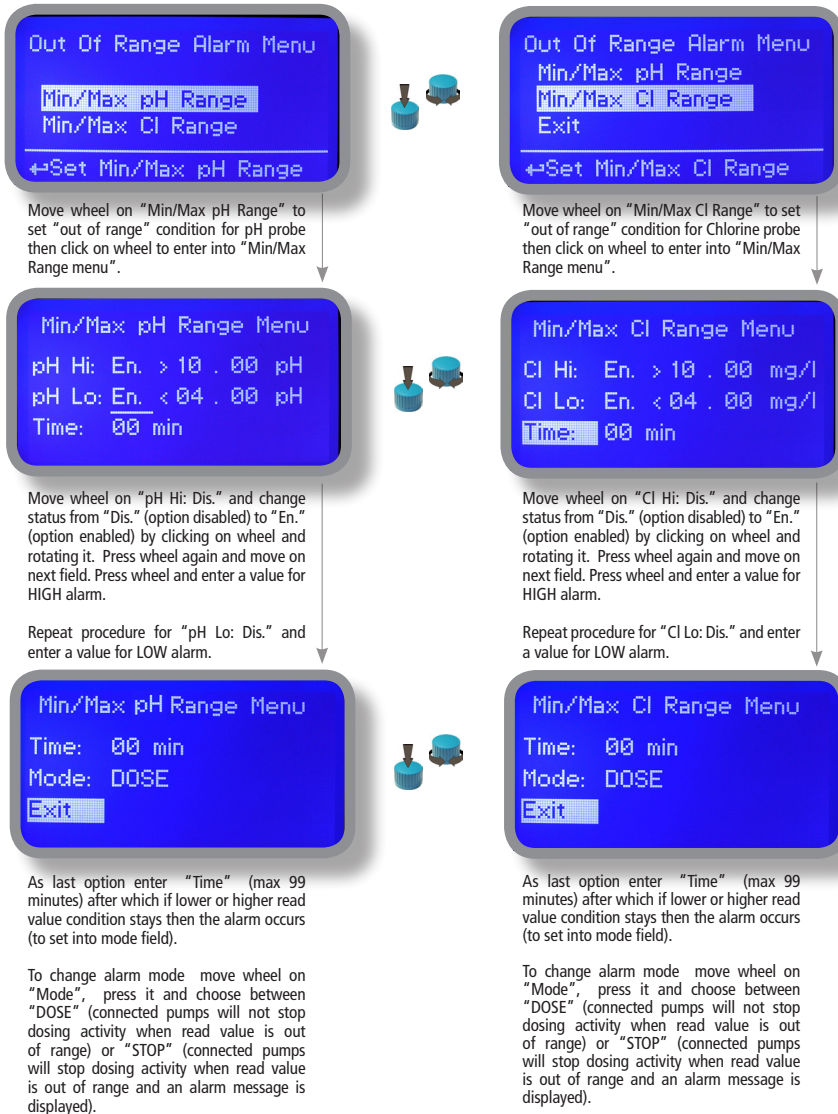 Out Of Range Alarm Menu
Min/Max pH Range
Min/Max Cl Range
↵Set Min/Max pH Range
Move wheel on “Min/Max pH Range” to
set “out of range” condition for pH probe
then click on wheel to enter into “Min/Max
Range menu”.
Min/Max pH Range Menu
pH Hi: En. > 10 . 00 pH
pH Lo: En. < 04 . 00 pH
Time: 00 min
Move wheel on “pH Hi: Dis.” and change
status from “Dis.” (option disabled) to “En.”
(option enabled) by clicking on wheel and
rotating it. Press wheel again and move on
next field. Press wheel and enter a value for
HIGH alarm.
Repeat procedure for “pH Lo: Dis.” and
enter a value for LOW alarm.
Min/Max pH Range Menu
Time: 00 min
Mode: DOSE
Exit
As last option enter “Time” (max 99
minutes) after which if lower or higher read
value condition stays then the alarm occurs
(to set into mode field).
To change alarm mode move wheel on
“Mode”, press it and choose between
“DOSE” (connected pumps will not stop
dosing activity when read value is out
of range) or “STOP” (connected pumps
will stop dosing activity when read value
is out of range and an alarm message is
displayed).
Out Of Range Alarm Menu
Min/Max pH Range
Min/Max Cl Range
Exit
↵Set Min/Max Cl Range
Move wheel on “Min/Max Cl Range” to set
“out of range” condition for Chlorine probe
then click on wheel to enter into “Min/Max
Range menu”.
Min/Max Cl Range Menu
Cl Hi: En. > 10 . 00 mg/l
Cl Lo: En. < 04 . 00 mg/l
Time: 00 min
Move wheel on “Cl Hi: Dis.” and change
status from “Dis.” (option disabled) to “En.”
(option enabled) by clicking on wheel and
rotating it. Press wheel again and move on
next field. Press wheel and enter a value for
HIGH alarm.
Repeat procedure for “Cl Lo: Dis.” and enter
a value for LOW alarm.
Min/Max Cl Range Menu
Time: 00 min
Mode: DOSE
Exit
As last option enter “Time” (max 99
minutes) after which if lower or higher read
value condition stays then the alarm occurs
(to set into mode field).
To change alarm mode move wheel on
“Mode”, press it and choose between
“DOSE” (connected pumps will not stop
dosing activity when read value is out
of range) or “STOP” (connected pumps
will stop dosing activity when read value
is out of range and an alarm message is
displayed).